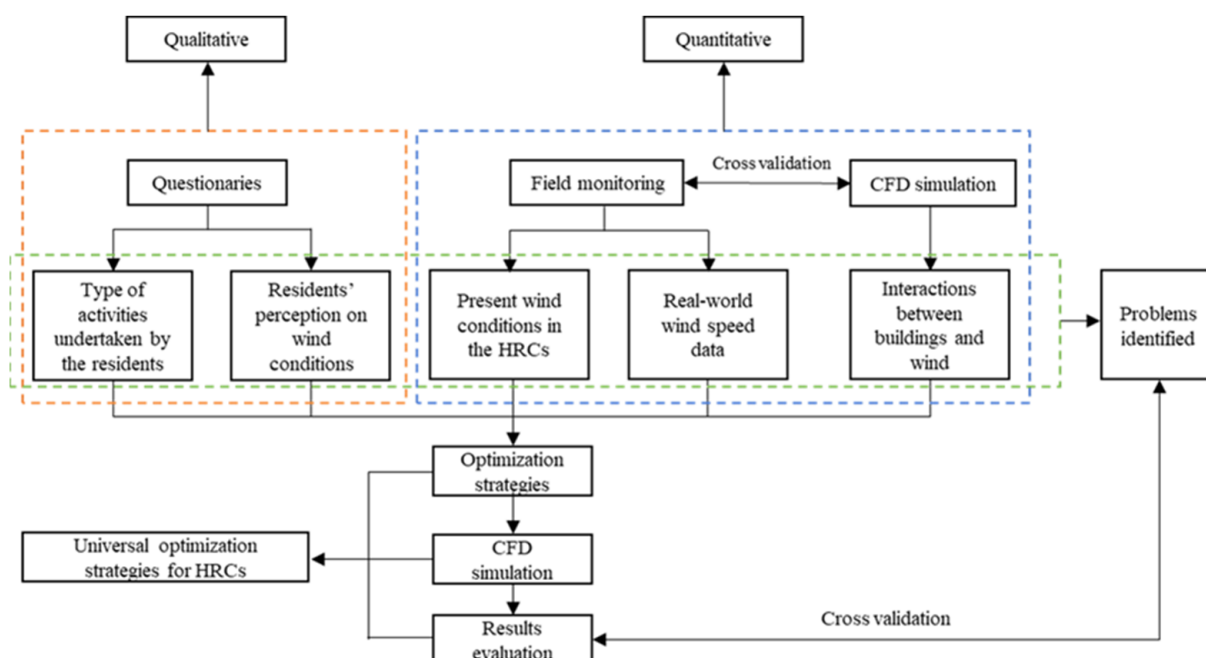 Qualitative
Quantitative
Questionaries
Field monitoring
Cross validation
CFD simulation
Type of
activities
undertaken by
the residents
Residents’
perception on
wind
conditions
Present wind
conditions in
the HRCs
Real-world
wind speed
data
Interactions
between
buildings and
wind
Problems
identified
Optimization
strategies
Universal optimization
strategies for HRCs
CFD
simulation
Results
evaluation
Cross validation